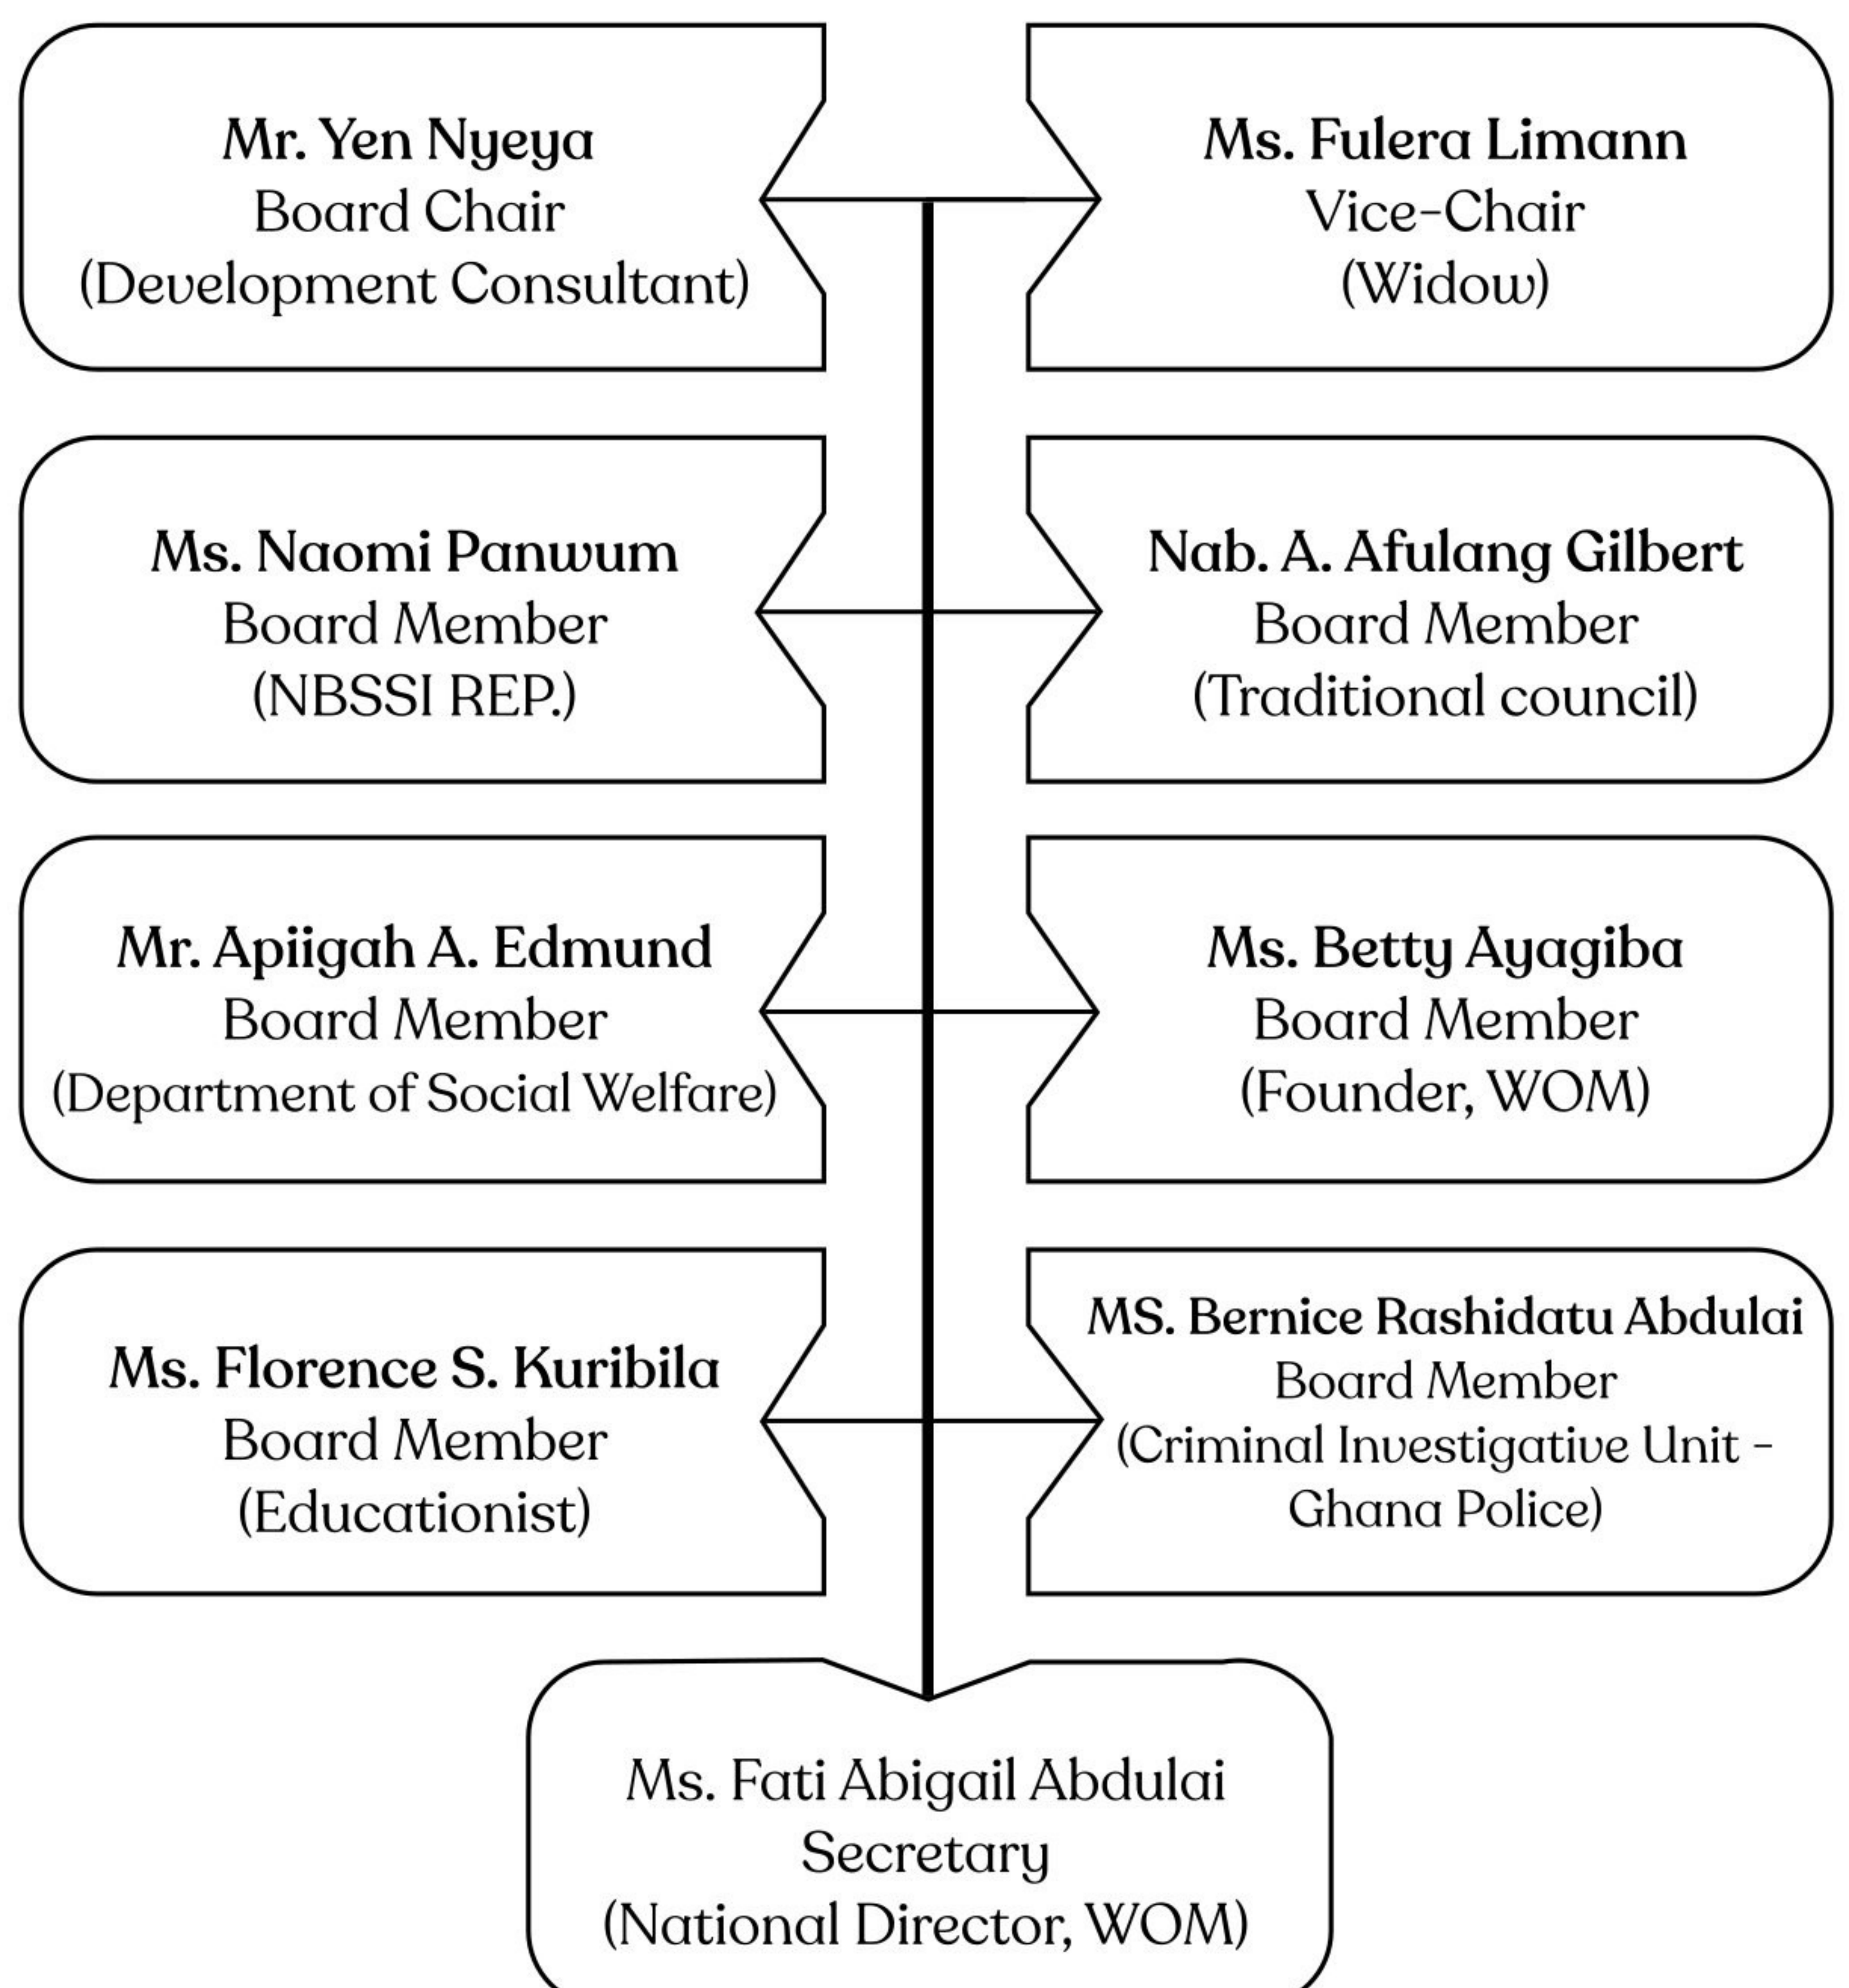 Mr. Yen Nyeya
Board Chair
(Development Consultant)
Ms. Fulera Limann
Vice-Chair
(Widow)
Ms. Naomi Panwum
Board Member
(NBSSI REP.)
Nab. A. Afulang Gilbert
Board Member
(Traditional council)
Mr. Apiigah A. Edmund
Board Member
(Department of Social Welfare)
Ms. Betty Ayagiba
Board Member
(Founder, WOM)
Ms. Florence S. Kuribila
Board Member
(Educationist)
MS. Bernice Rashidatu Abdulai
Board Member
(Criminal Investigative Unit -
Ghana Police)
Ms. Fati Abigail Abdulai
Secretary
(National Director, WOM)